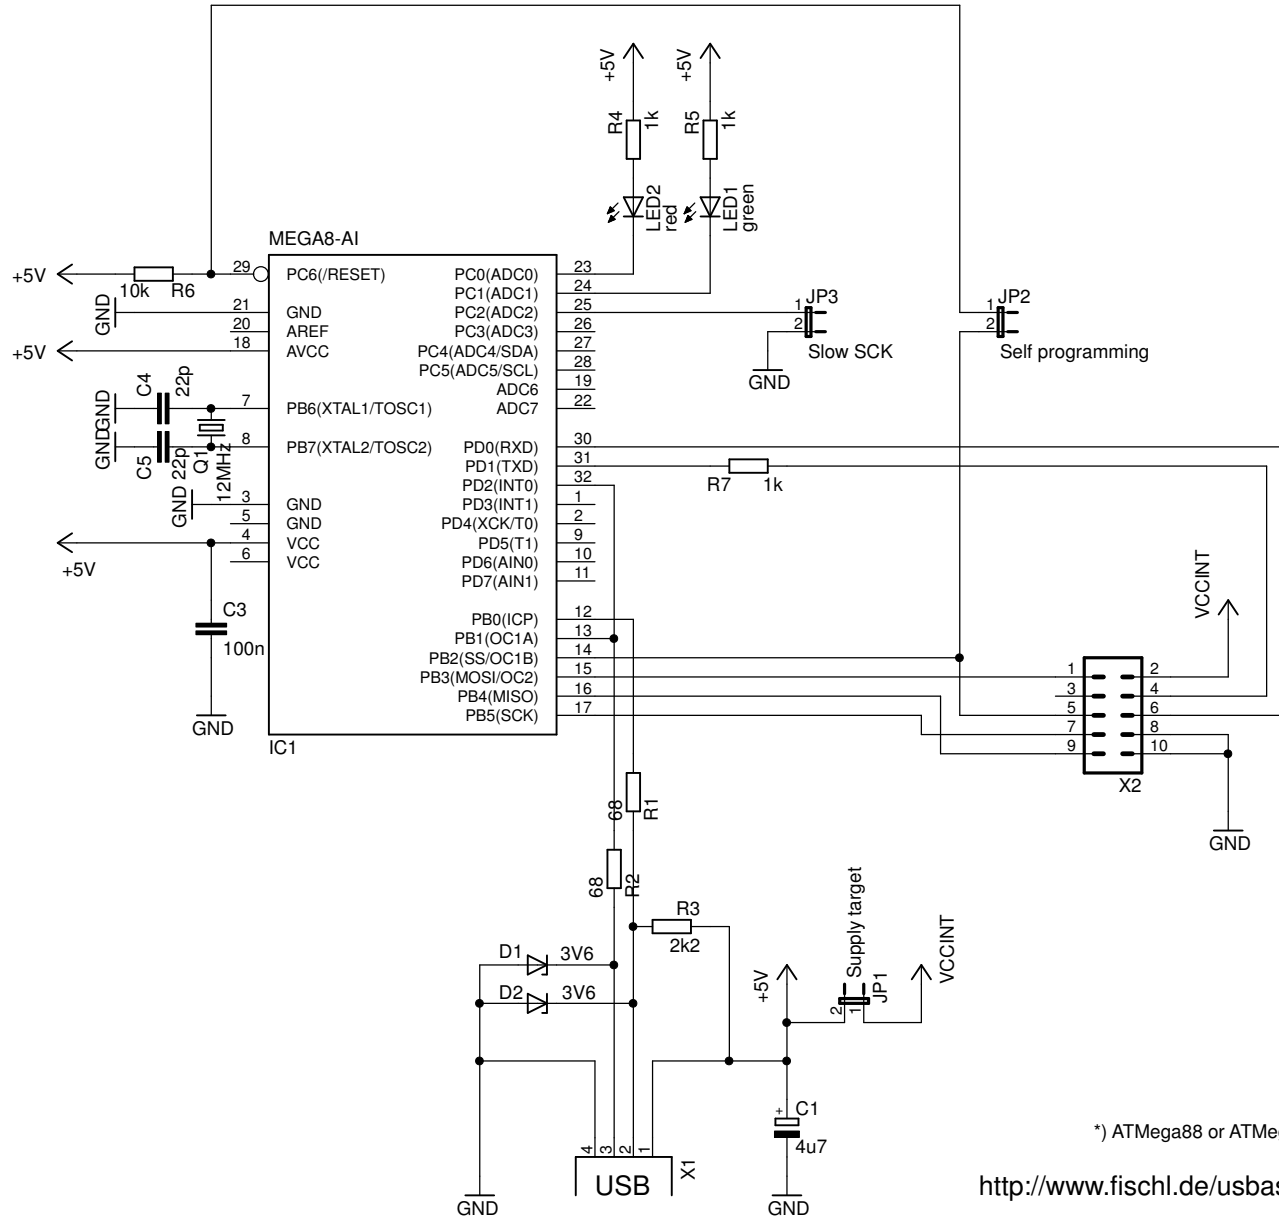 +5V
+5V
R4
1k
R5
1k
LED2
red
LED1
green
MEGA8-AI
+5V
10k
R6
29
PC6(/RESET)
GND
21
GND
20
AREF
+5V
18
AVCC
C4
22p
GND
7
PB6(XTAL1/TOSC1)
GND
C5
22p
Q1
12MHz
8
PB7(XTAL2/TOSC2)
GND
3
GND
5
GND
4
VCC
6
VCC
+5V
C3
100n
GND
IC1
PC0(ADC0)
23
PC1(ADC1)
24
PC2(ADC2)
25
PC3(ADC3)
26
PC4(ADC4/SDA)
27
PC5(ADC5/SCL)
28
ADC6
19
ADC7
22
PD0(RXD)
30
PD1(TXD)
31
PD2(INT0)
32
PD3(INT1)
1
PD4(XCK/T0)
2
PD5(T1)
9
PD6(AIN0)
10
PD7(AIN1)
11
PB0(ICP)
12
PB1(OC1A)
13
PB2(SS/OC1B)
14
PB3(MOSI/OC2)
15
PB4(MISO)
16
PB5(SCK)
17
JP3
1
2
Slow SCK
GND
JP2
1
2
Self programming
R7
1k
VCCINT
1
2
3
4
5
6
7
8
9
10
X2
GND
68
R1
68
R2
R3
2k2
D1
3V6
D2
3V6
+5V
Supply target
JP1
2
1
VCCINT
C1
+
4u7
GND
4
3
2
1
X1
USB
GND
*) ATMega88 or ATMe
http://www.fischl.de/usbas